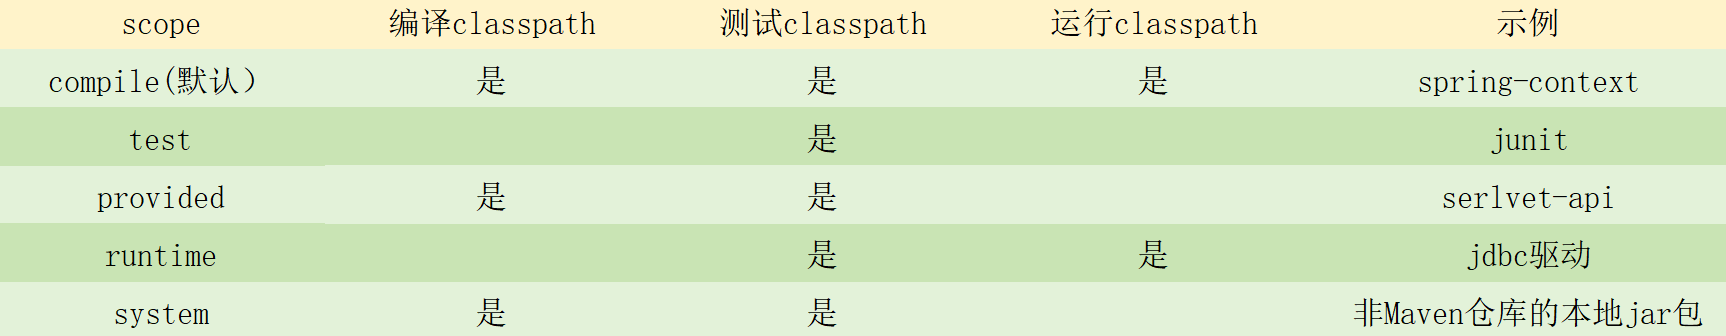 scope 编译classpath 测试classpath 运行classpath 示例
compile(默认） 是 是 是 spring-context
test 是 junit
provided 是 是 serlvet-api
runtime 是 是 jdbc驱动
system 是 是 非Maven仓库的本地jar包